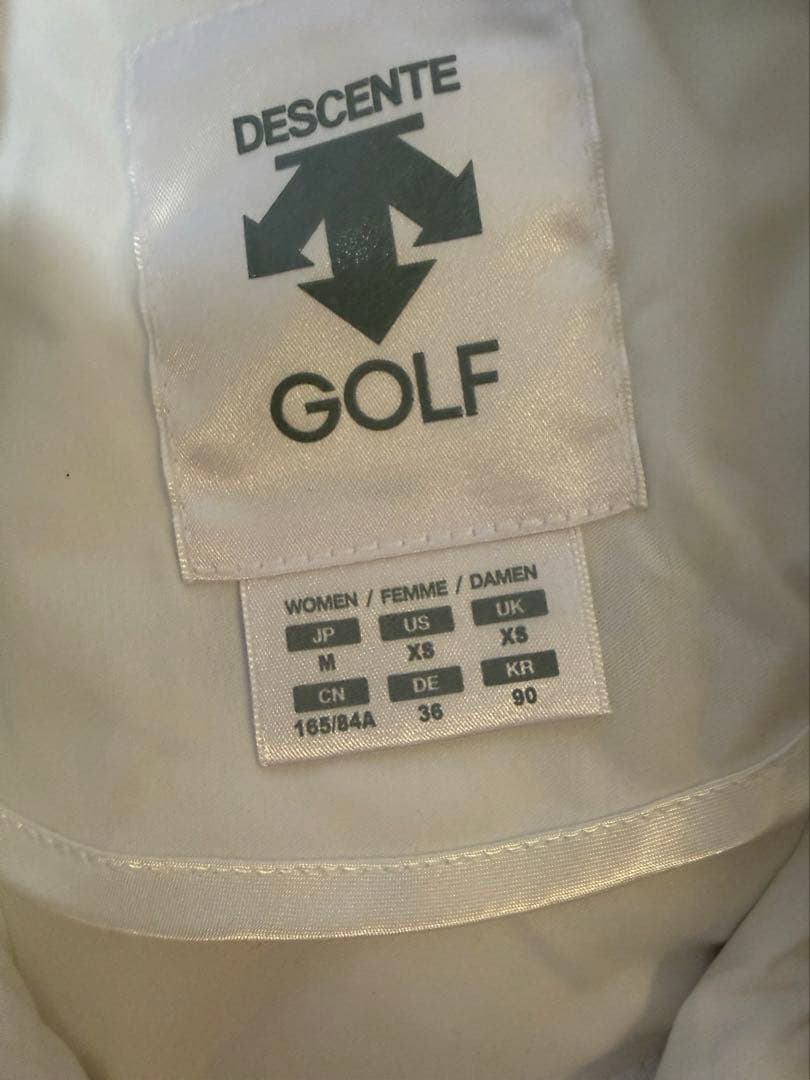 DESCENTE
GOLF
WOMEN / FEMME / DAMEN
JP US UK
M XS XS
CN DE KR
165/84A 36 90